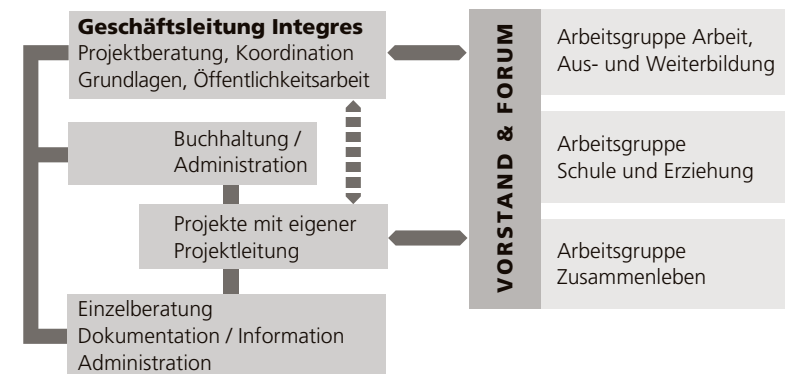 Geschäftsleitung Integres
Projektberatung, Koordination
Grundlagen, Öffentlichkeitsarbeit
Buchhaltung /
Administration
Projekte mit eigener
Projektleitung
Einzelberatung
Dokumentation / Information
Administration
VORSTAND & FORUM
Arbeitsgruppe Arbeit,
Aus- und Weiterbildung
Arbeitsgruppe
Schule und Erziehung
Arbeitsgruppe
Zusammenleben